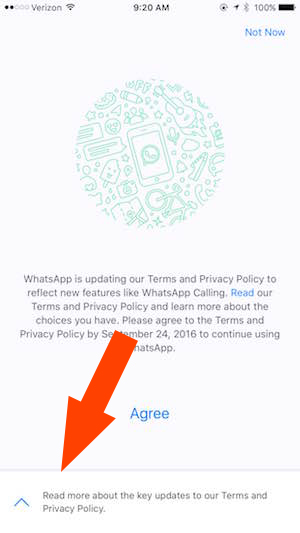 Verizon 9:20 AM 100%
Not Now
WhatsApp is updating our Terms and Privacy Policy to
reflect new features like WhatsApp Calling. Read our
Terms and Privacy Policy and learn more about the
choices you have. Please agree to the Terms and
Privacy Policy by September 24, 2016 to continue using
hatsApp.
Agree
Read more about the key updates to our Terms and
Privacy Policy.